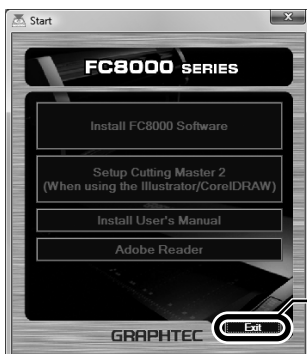 Start
FC8000 SERIES
Install FC8000 Software
Setup Cutting Master 2
(When using the Illustrator/CorelDRAW)
Install User's Manual
Adobe Reader
Exit
GRAPHTEC